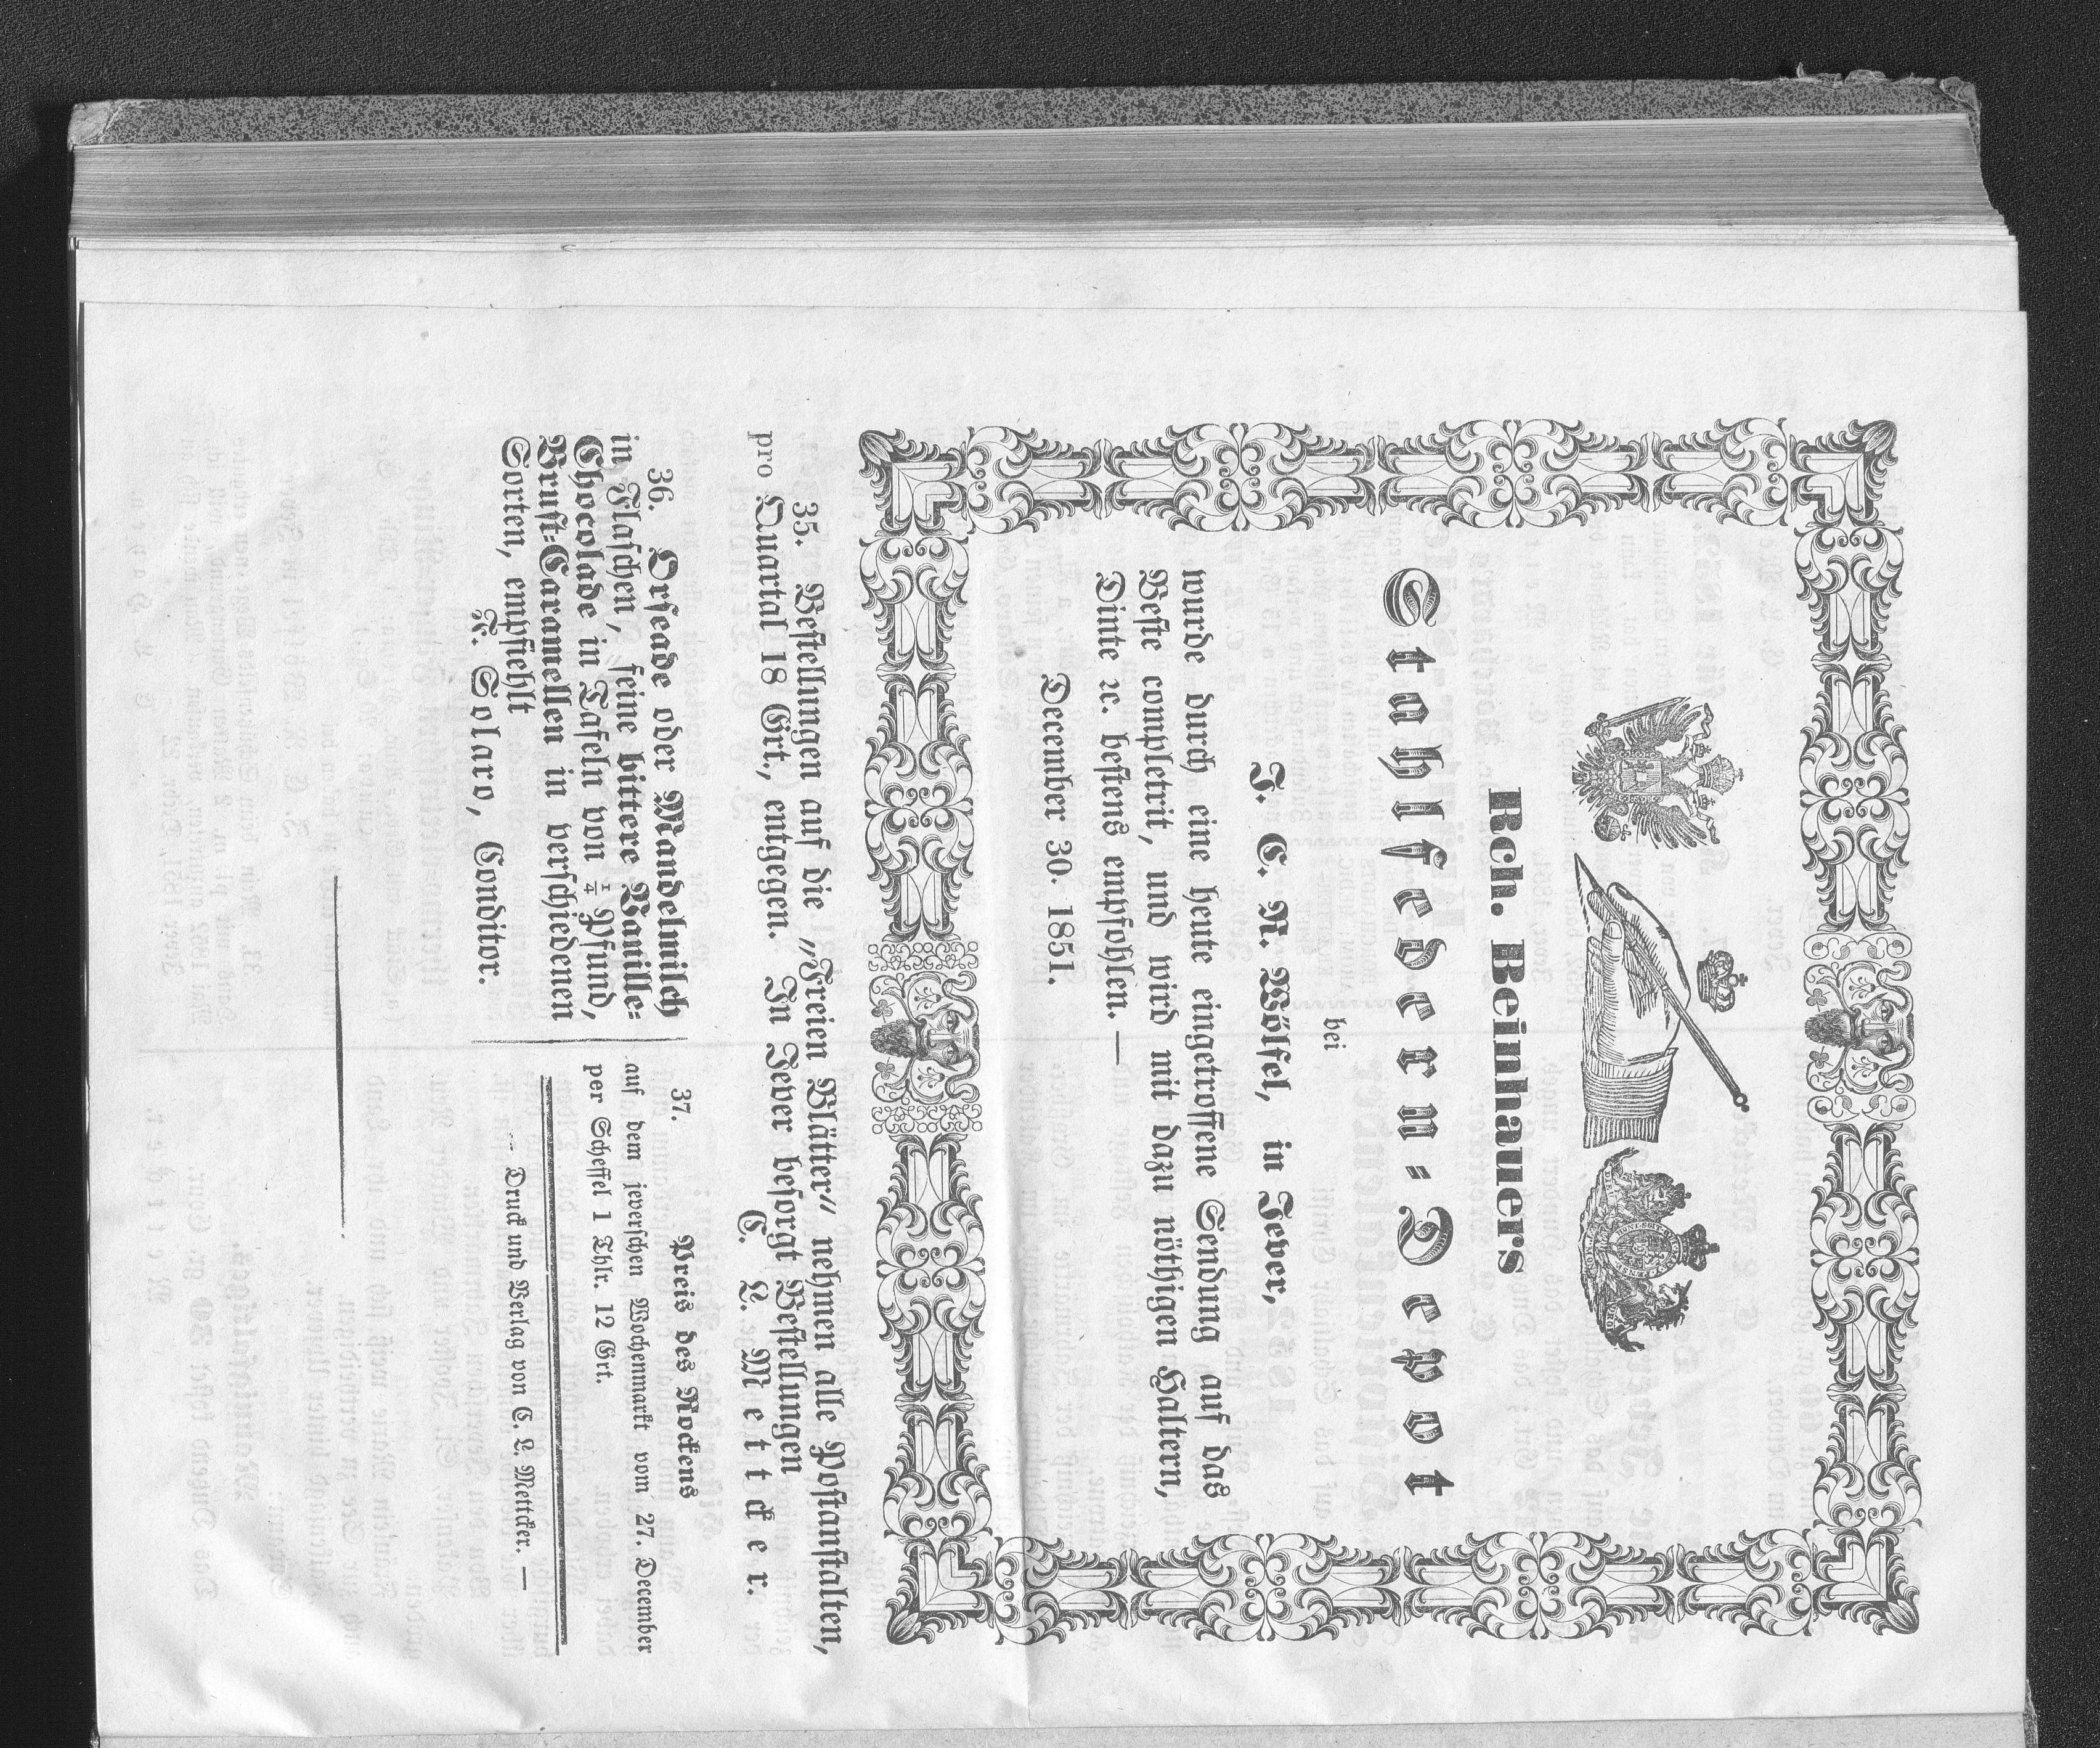 Rch. Beinhauers
Stahlfedern-Depot
bei
J. C. R. Wölfel, in Jever,
wurde durch eine heute eingetroffene Sendung auf das
Beste completrit, und wird mit dazu nöthigen Haltern,
Dinte ꝛc. bestens empfohlen. —
December 30. 1851.
35. Bestellungen auf die „Freien Blätter" nehmen alle Postanstalten,
pro Quartal 18 Grt., entgegen. In Jever besorgt Bestellungen
C. L. Mettcker.
36. Orseade oder Mandelmilch
in Flaschen, feine bittere Vanille-
Chocolade in Tafeln von ¼ Pfund,
Brust-Caramellen in verschiedenen
Sorten, empfiehlt
N. Solaro, Conditor.
37. Preis des Rockens
auf dem jeverschen Wochenmarkt vom 27. December
per Scheffel 1 Thlr. 12 Grt.
Druck und Verlag von C. L. Mettcker. —